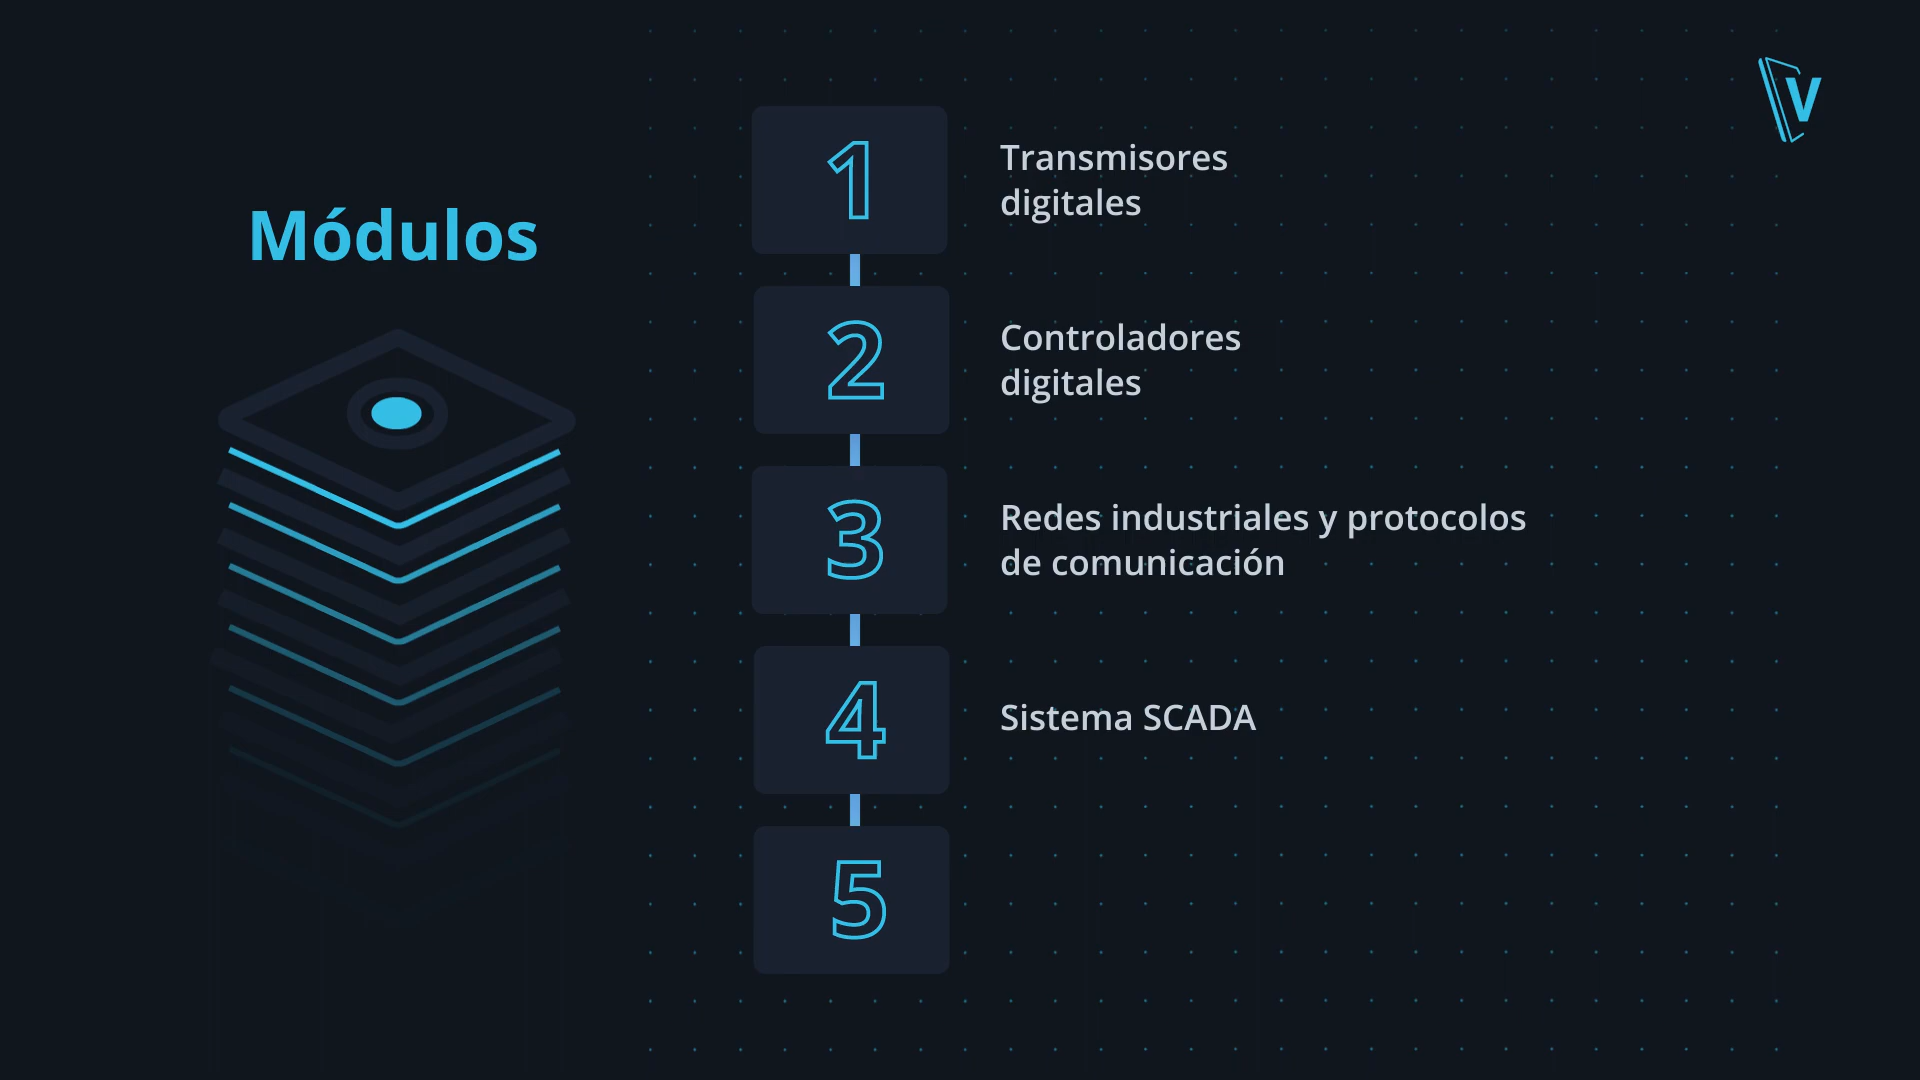 Módulos
1
Transmisores
digitales
2
Controladores
digitales
3
Redes industriales y protocolos
de comunicación
4
Sistema SCADA
5
V